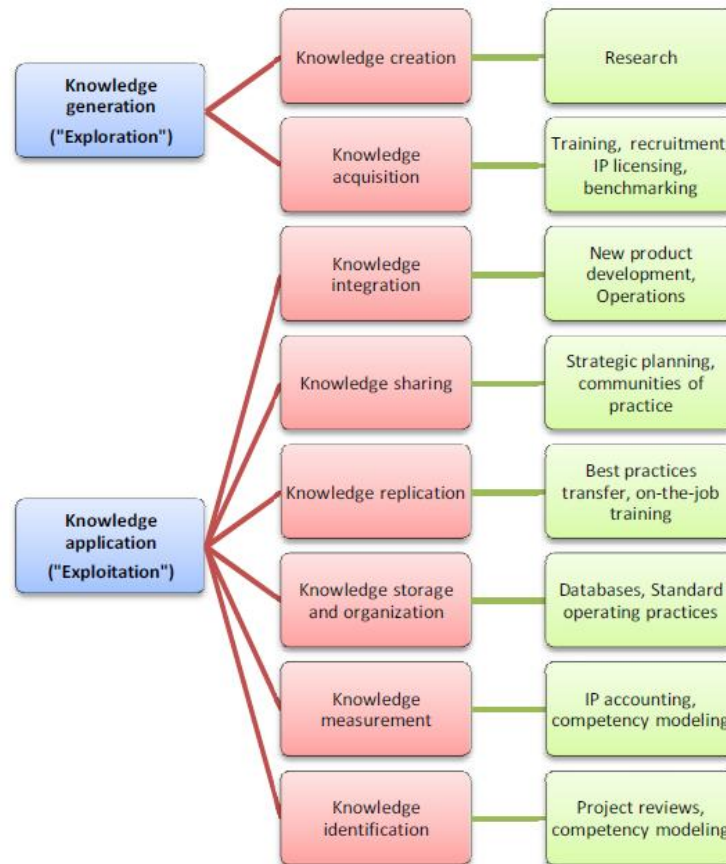 Knowledge
generation
("Exploration")
Knowledge creation
Research
Knowledge
acquisition
Training, recruitment,
IP licensing,
benchmarking
Knowledge
application
("Exploitation")
Knowledge
integration
New product
development,
Operations
Knowledge sharing
Strategic planning,
communities of
practice
Knowledge replication
Best practices
transfer, on-the-job
training
Knowledge storage
and organization
Databases, Standard
operating practices
Knowledge
measurement
IP accounting,
competency modeling
Knowledge
identification
Project reviews,
competency modeling